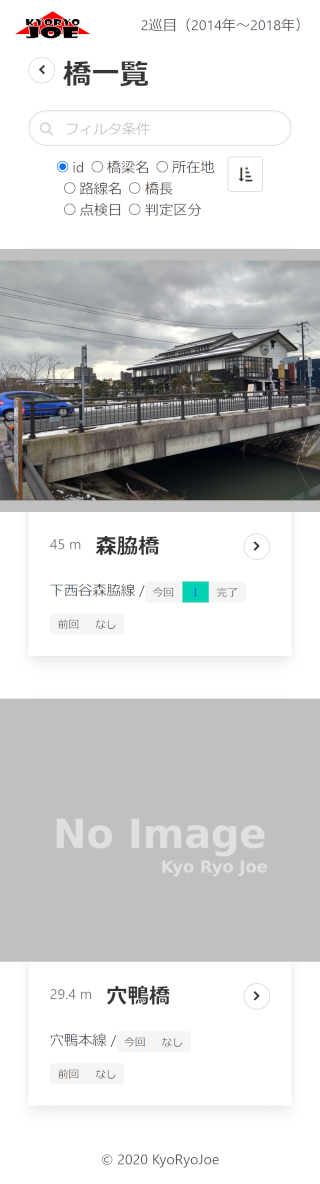 KYORYO
JOE
2巡目（2014年〜2018年）
橋一覧
フィルタ条件
id 橋梁名 所在地
路線名 橋長
点検日 判定区分
45 m 森脇橋
下西谷森脇線 / 今回 I 完了
前回 なし
No Image
Kyo Ryo Joe
29.4 m 穴鴨橋
穴鴨本線 / 今回 なし
前回 なし
© 2020 KyoRyoJoe